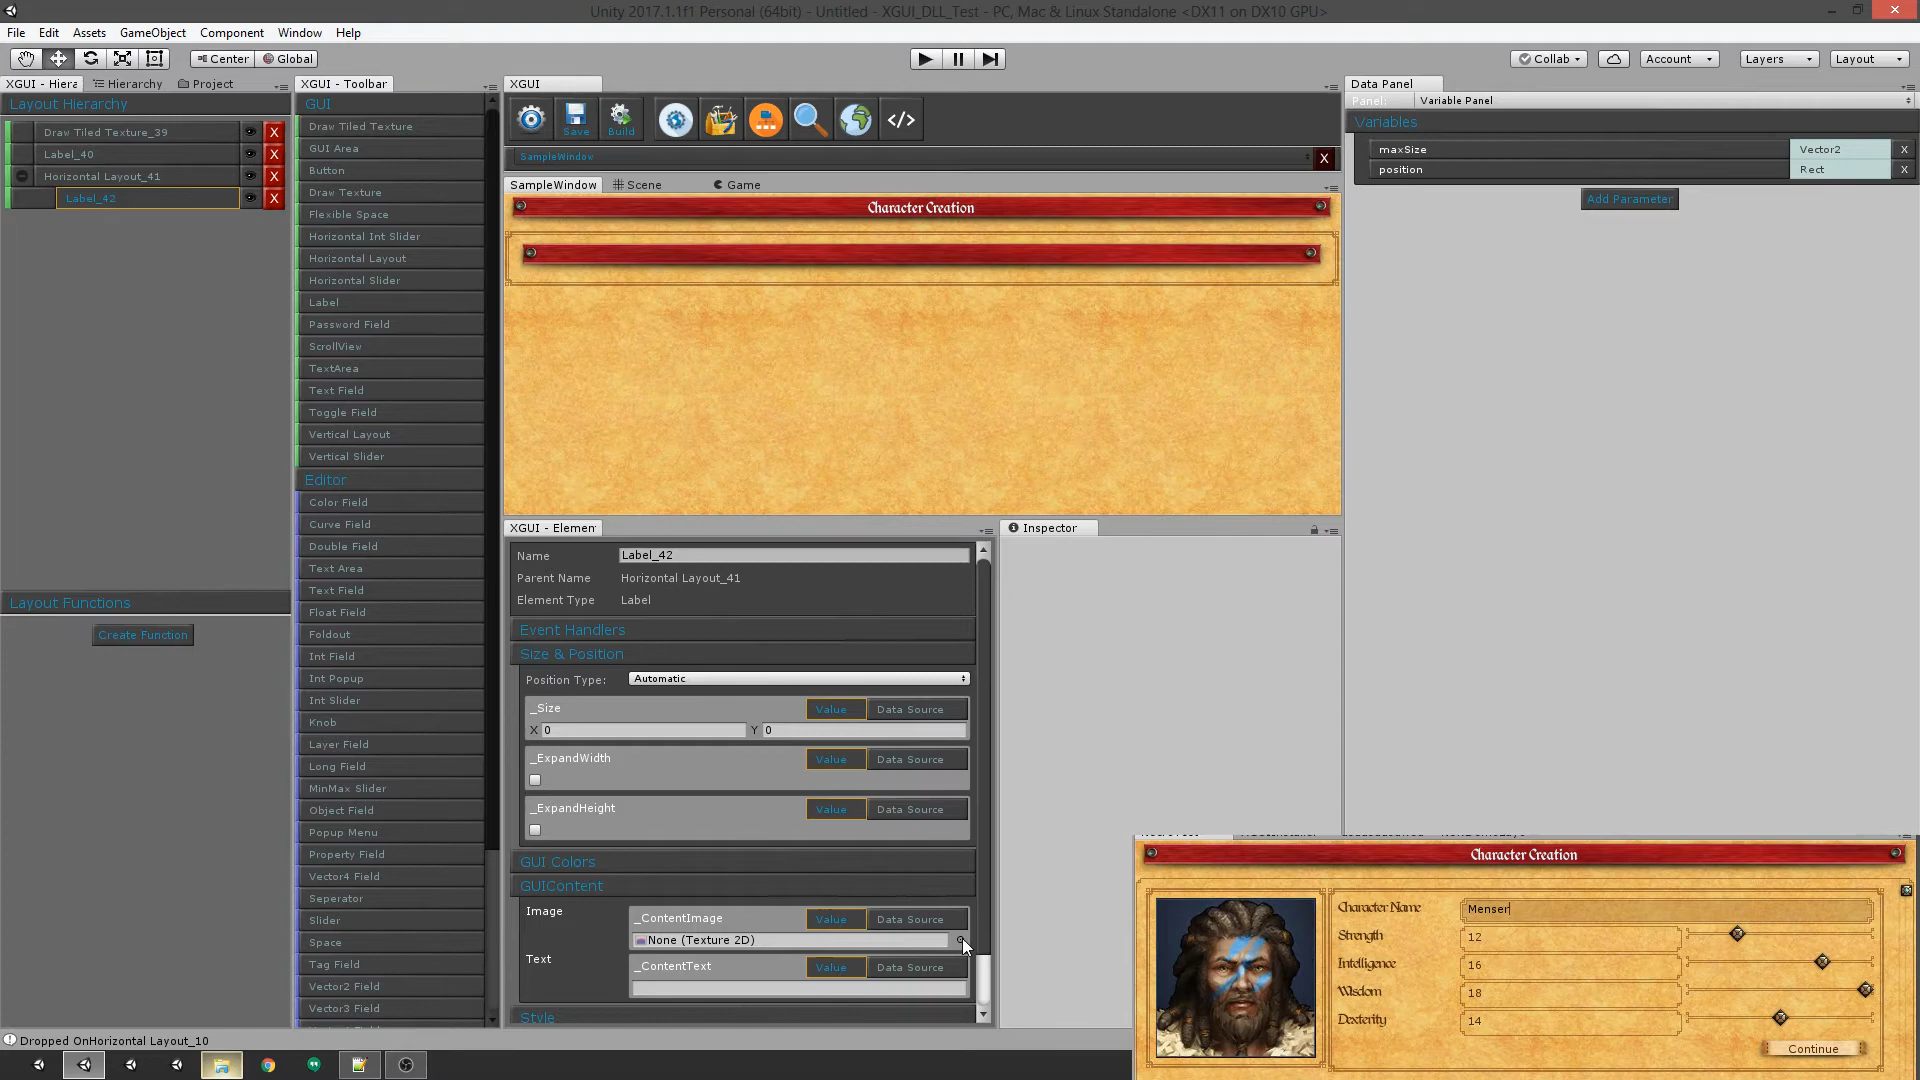 Unity 2017.1.1f1 Personal (64bit) - Untitled - XGUI_DLL_Test - PC, Mac & Linux Standalone <DX11 on DX10 GPU>
File Edit Assets GameObject Component Window Help
Center Global
Collab Account Layers Layout
XGUI - Hiera Hierarchy Project
Layout Hierarchy
Draw Tiled Texture_39 X
Label_40 X
Horizontal Layout_41 X
Label_42 X
Layout Functions
Create Function
XGUI - Toolbar
GUI
Draw Tiled Texture
GUI Area
Button
Draw Texture
Flexible Space
Horizontal Int Slider
Horizontal Layout
Horizontal Slider
Label
Password Field
ScrollView
TextArea
Text Field
Toggle Field
Vertical Layout
Vertical Slider
Editor
Color Field
Curve Field
Double Field
Text Area
Text Field
Float Field
Foldout
Int Field
Int Popup
Int Slider
Knob
Layer Field
Long Field
MinMax Slider
Object Field
Popup Menu
Property Field
Vector4 Field
Seperator
Slider
Space
Tag Field
Vector2 Field
Vector3 Field
XGUI
Save Build </>
SampleWindow X
SampleWindow Scene Game
Character Creation
XGUI - Elemen
Name Label_42
Parent Name Horizontal Layout_41
Element Type Label
Event Handlers
Size & Position
Position Type: Automatic
_Size Value Data Source
X 0 Y 0
_ExpandWidth Value Data Source
_ExpandHeight Value Data Source
GUI Colors
GUIContent
Image _ContentImage Value Data Source
None (Texture 2D)
Text _ContentText Value Data Source
Style
Inspector
Data Panel
Panel: Variable Panel
Variables
maxSize Vector2 X
position Rect X
Add Parameter
Character Creation
Character Name Menser
Strength 12
Intelligence 16
Wisdom 18
Dexterity 14
Continue
Dropped OnHorizontal Layout_10